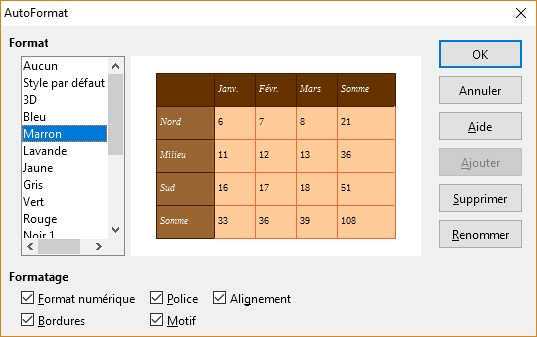 AutoFormat
Format
Aucun
Style par défaut
3D
Bleu
Marron
Lavande
Jaune
Gris
Vert
Rouge
Noir 1
Janv. Févr. Mars Somme
Nord 6 7 8 21
Milieu 11 12 13 36
Sud 16 17 18 51
Somme 33 36 39 108
OK
Annuler
Aide
Ajouter
Supprimer
Renommer
Formatage
Format numérique Police Alignement
Bordures Motif